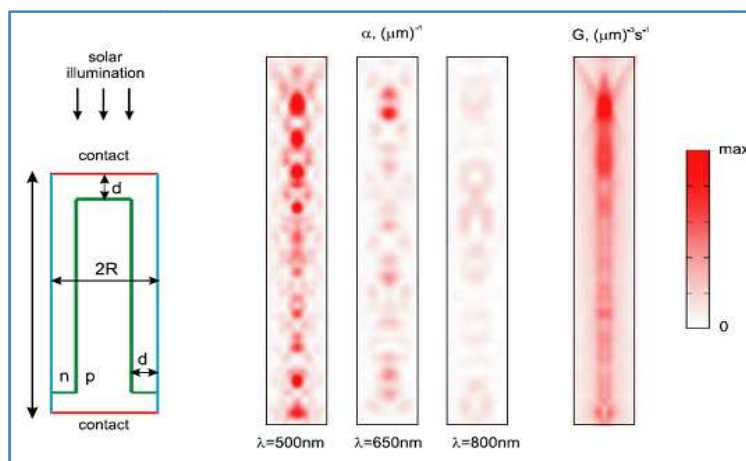 solar
illumination
contact
d
2R
d
n p
contact
α, (μm)⁻¹
λ=500nm λ=650nm λ=800nm
G, (μm)⁻³s⁻¹
max
0